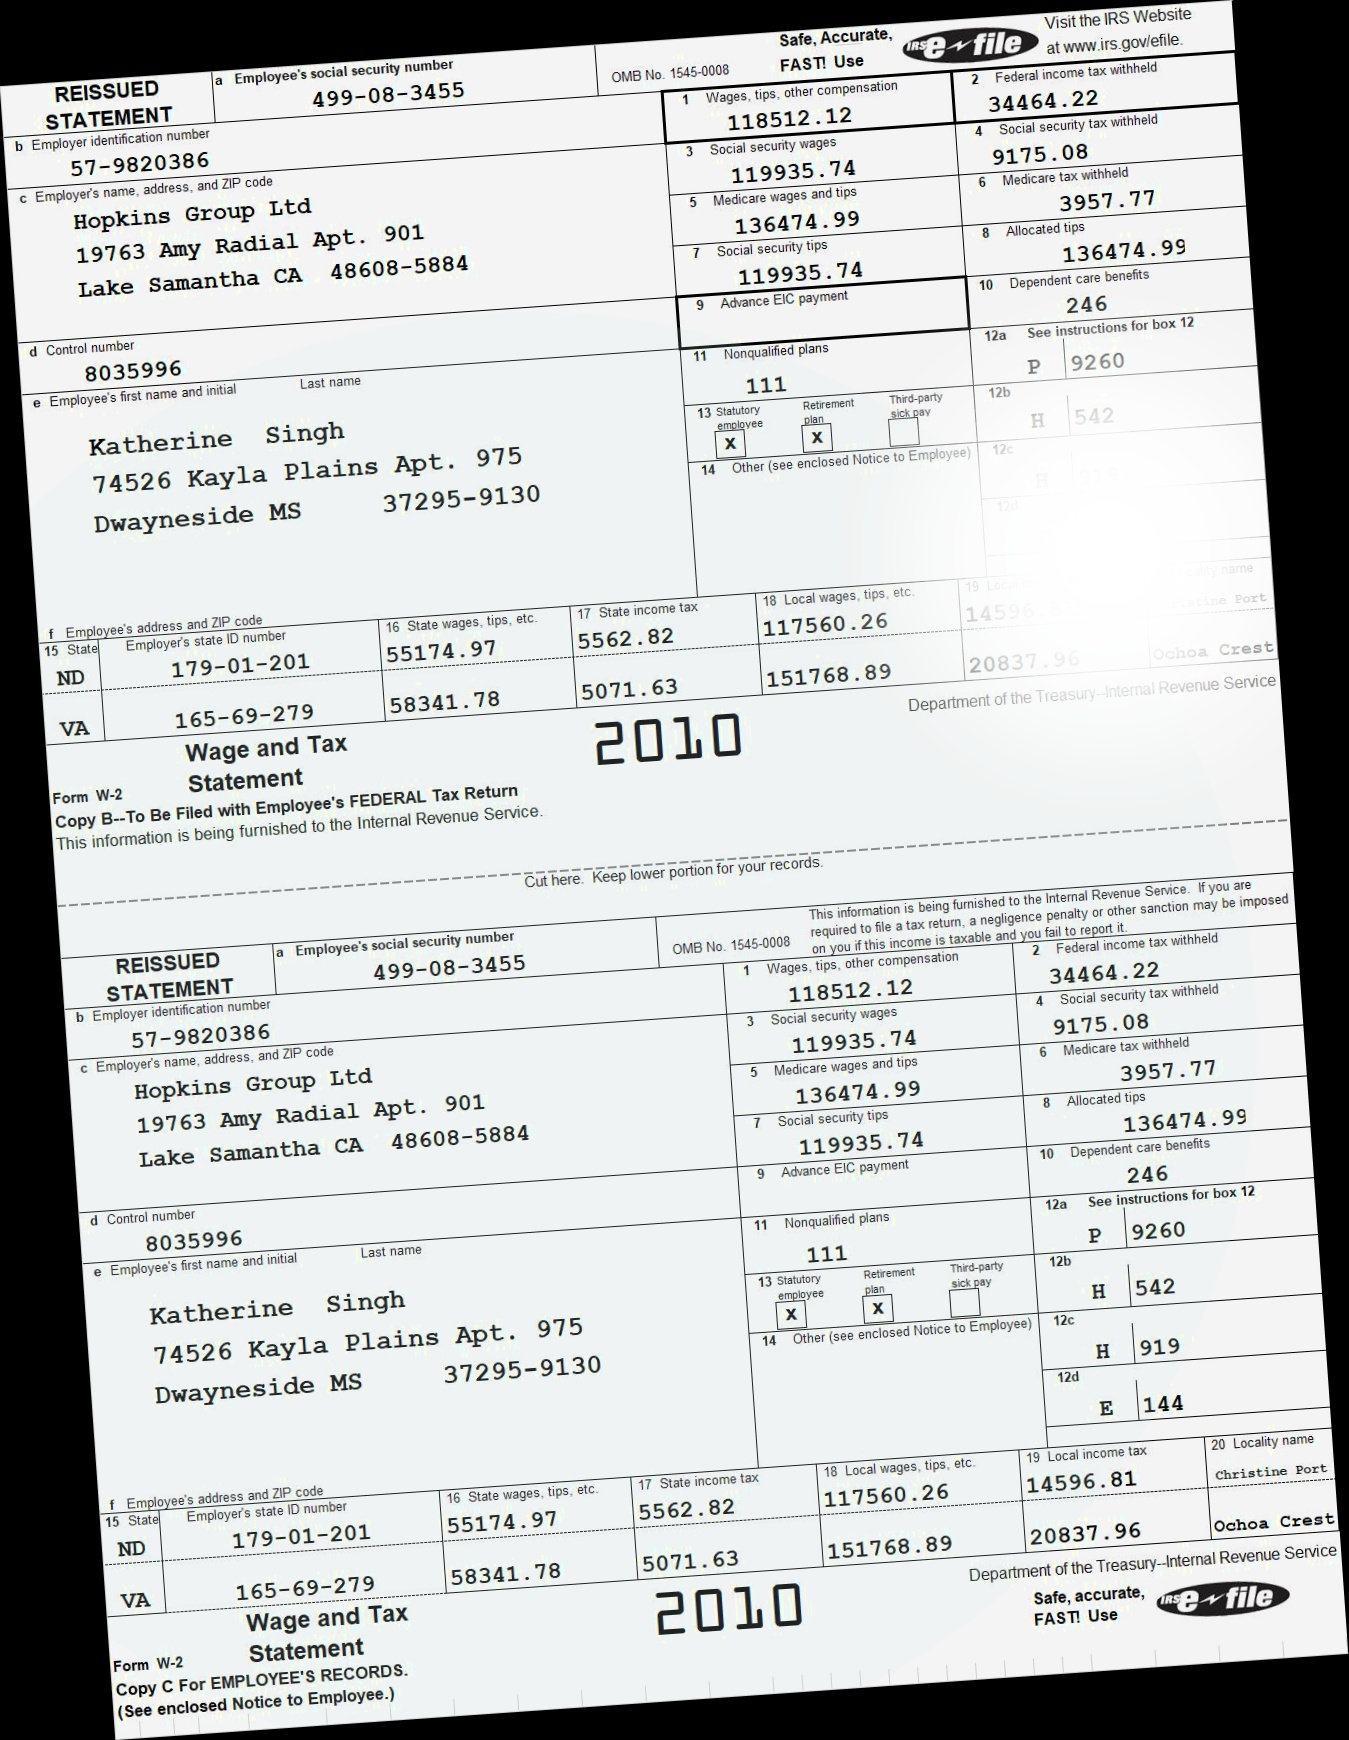 REISSUED
STATEMENT
a Employee's social security number
499-08-3455
OMB No. 1545-0008
Safe, Accurate,
FAST! Use
IRS e-file
Visit the IRS Website
at www.irs.gov/efile.
b Employer identification number
57-9820386
1 Wages, tips, other compensation
118512.12
2 Federal income tax withheld
34464.22
c Employer's name, address, and ZIP code
Hopkins Group Ltd
19763 Amy Radial Apt. 901
Lake Samantha CA 48608-5884
3 Social security wages
119935.74
4 Social security tax withheld
9175.08
5 Medicare wages and tips
136474.99
6 Medicare tax withheld
3957.77
7 Social security tips
119935.74
8 Allocated tips
136474.99
d Control number
8035996
9 Advance EIC payment
10 Dependent care benefits
246
e Employee's first name and initial Last name
Katherine Singh
74526 Kayla Plains Apt. 975
Dwayneside MS 37295-9130
11 Nonqualified plans
111
12a See instructions for box 12
P 9260
13 Statutory employee
X
Retirement plan
X
Third-party sick pay
12b
H 542
14 Other (see enclosed Notice to Employee)
12c
H 919
12d
f Employee's address and ZIP code
15 State Employer's state ID number
16 State wages, tips, etc.
17 State income tax
18 Local wages, tips, etc.
19
name
ND 179-01-201 55174.97 5562.82 117560.26 Port
VA 165-69-279 58341.78 5071.63 151768.89 20837.96 Ochoa Crest
Form W-2
Wage and Tax
Statement
2010
Department of the Treasury--Internal Revenue Service
Copy B--To Be Filed with Employee's FEDERAL Tax Return
This information is being furnished to the Internal Revenue Service.
Cut here. Keep lower portion for your records.
REISSUED
STATEMENT
a Employee's social security number
499-08-3455
OMB No. 1545-0008
This information is being furnished to the Internal Revenue Service. If you are
required to file a tax return, a negligence penalty or other sanction may be imposed
on you if this income is taxable and you fail to report it.
b Employer identification number
57-9820386
1 Wages, tips, other compensation
118512.12
2 Federal income tax withheld
34464.22
c Employer's name, address, and ZIP code
Hopkins Group Ltd
19763 Amy Radial Apt. 901
Lake Samantha CA 48608-5884
3 Social security wages
119935.74
4 Social security tax withheld
9175.08
5 Medicare wages and tips
136474.99
6 Medicare tax withheld
3957.77
7 Social security tips
119935.74
8 Allocated tips
136474.99
d Control number
8035996
9 Advance EIC payment
10 Dependent care benefits
246
e Employee's first name and initial Last name
Katherine Singh
74526 Kayla Plains Apt. 975
Dwayneside MS 37295-9130
11 Nonqualified plans
111
12a See instructions for box 12
P 9260
13 Statutory employee
X
Retirement plan
X
Third-party sick pay
12b
H 542
14 Other (see enclosed Notice to Employee)
12c
H 919
12d
E 144
f Employee's address and ZIP code
15 State Employer's state ID number
16 State wages, tips, etc.
17 State income tax
18 Local wages, tips, etc.
19 Local income tax
20 Locality name
ND 179-01-201 55174.97 5562.82 117560.26 14596.81 Christine Port
VA 165-69-279 58341.78 5071.63 151768.89 20837.96 Ochoa Crest
Form W-2
Wage and Tax
Statement
2010
Department of the Treasury--Internal Revenue Service
Safe, accurate,
FAST! Use
IRS e-file
Copy C For EMPLOYEE'S RECORDS.
(See enclosed Notice to Employee.)